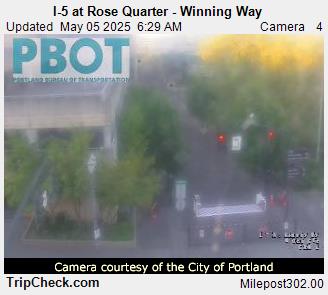 I-5 at Rose Quarter - Winning Way
Updated  May 05 2025  6:29 AM    Camera    4
PBOT
PORTLAND BUREAU OF TRANSPORTATION
Camera courtesy of the City of Portland
TripCheck.com    Milepost302.00